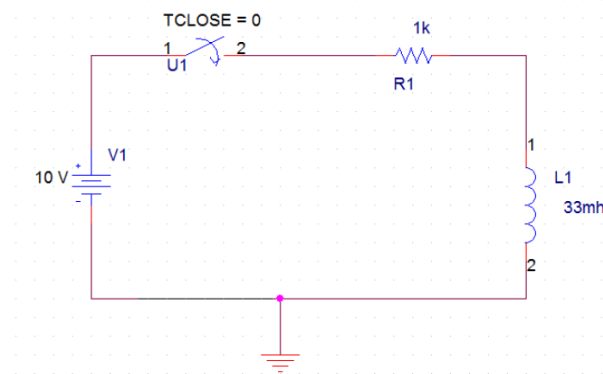 TCLOSE = 0
1 2
U1
1k
R1
V1
+
10 V
-
1
L1
33mh
2